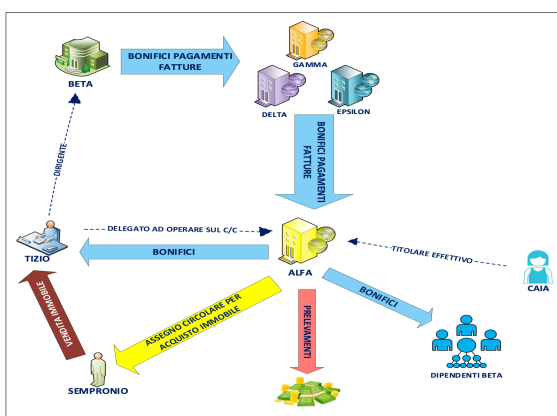 BETA
BONIFICI PAGAMENTI
FATTURE
GAMMA
DELTA
EPSILON
BONIFICI PAGAMENTI
FATTURE
DIRIGENTE
TIZIO
DELEGATO AD OPERARE SUL C/C
BONIFICI
ALFA
TITOLARE EFFETTIVO
CAIA
VENDITA IMMOBILE
ASSEGNO CIRCOLARE PER
ACQUISTO IMMOBILE
PRELEVAMENTI
BONIFICI
SEMPRONIO
DIPENDENTI BETA